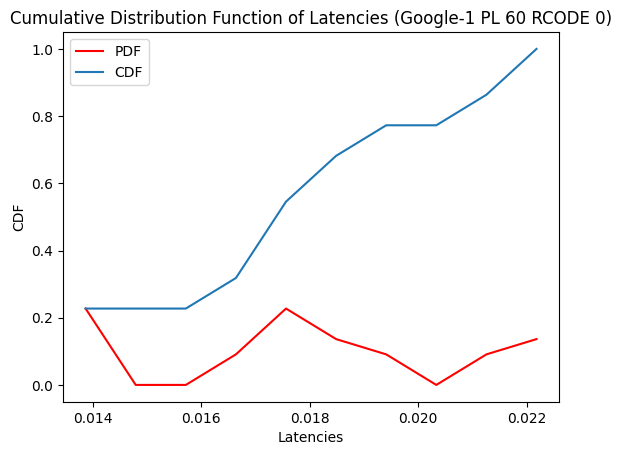 Cumulative Distribution Function of Latencies (Google-1 PL 60 RCODE 0)
PDF
CDF
1.0
0.8
0.6
0.4
0.2
0.0
CDF
0.014
0.016
0.018
0.020
0.022
Latencies